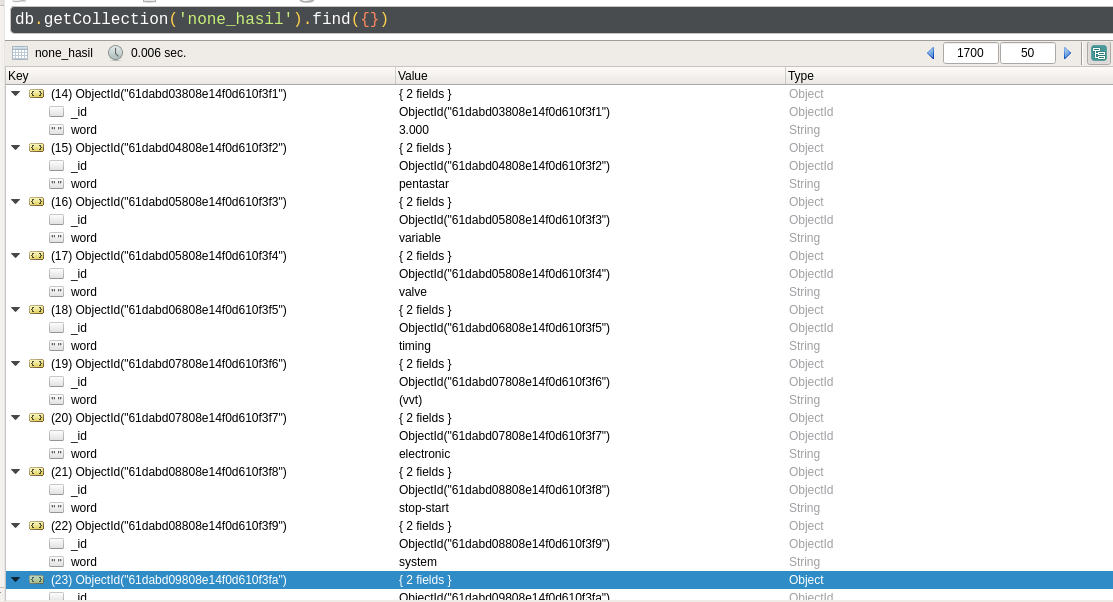 db.getCollection('none_hasil').find({})
none_hasil 0.006 sec. 1700 50
Key Value Type
(14) ObjectId("61dabd03808e14f0d610f3f1") { 2 fields } Object
_id ObjectId("61dabd03808e14f0d610f3f1") ObjectId
word 3.000 String
(15) ObjectId("61dabd04808e14f0d610f3f2") { 2 fields } Object
_id ObjectId("61dabd04808e14f0d610f3f2") ObjectId
word pentastar String
(16) ObjectId("61dabd05808e14f0d610f3f3") { 2 fields } Object
_id ObjectId("61dabd05808e14f0d610f3f3") ObjectId
word variable String
(17) ObjectId("61dabd05808e14f0d610f3f4") { 2 fields } Object
_id ObjectId("61dabd05808e14f0d610f3f4") ObjectId
word valve String
(18) ObjectId("61dabd06808e14f0d610f3f5") { 2 fields } Object
_id ObjectId("61dabd06808e14f0d610f3f5") ObjectId
word timing String
(19) ObjectId("61dabd07808e14f0d610f3f6") { 2 fields } Object
_id ObjectId("61dabd07808e14f0d610f3f6") ObjectId
word (vvt) String
(20) ObjectId("61dabd07808e14f0d610f3f7") { 2 fields } Object
_id ObjectId("61dabd07808e14f0d610f3f7") ObjectId
word electronic String
(21) ObjectId("61dabd08808e14f0d610f3f8") { 2 fields } Object
_id ObjectId("61dabd08808e14f0d610f3f8") ObjectId
word stop-start String
(22) ObjectId("61dabd08808e14f0d610f3f9") { 2 fields } Object
_id ObjectId("61dabd08808e14f0d610f3f9") ObjectId
word system String
(23) ObjectId("61dabd09808e14f0d610f3fa") { 2 fields } Object
_id ObjectId("61dabd09808e14f0d610f3fa") ObjectId